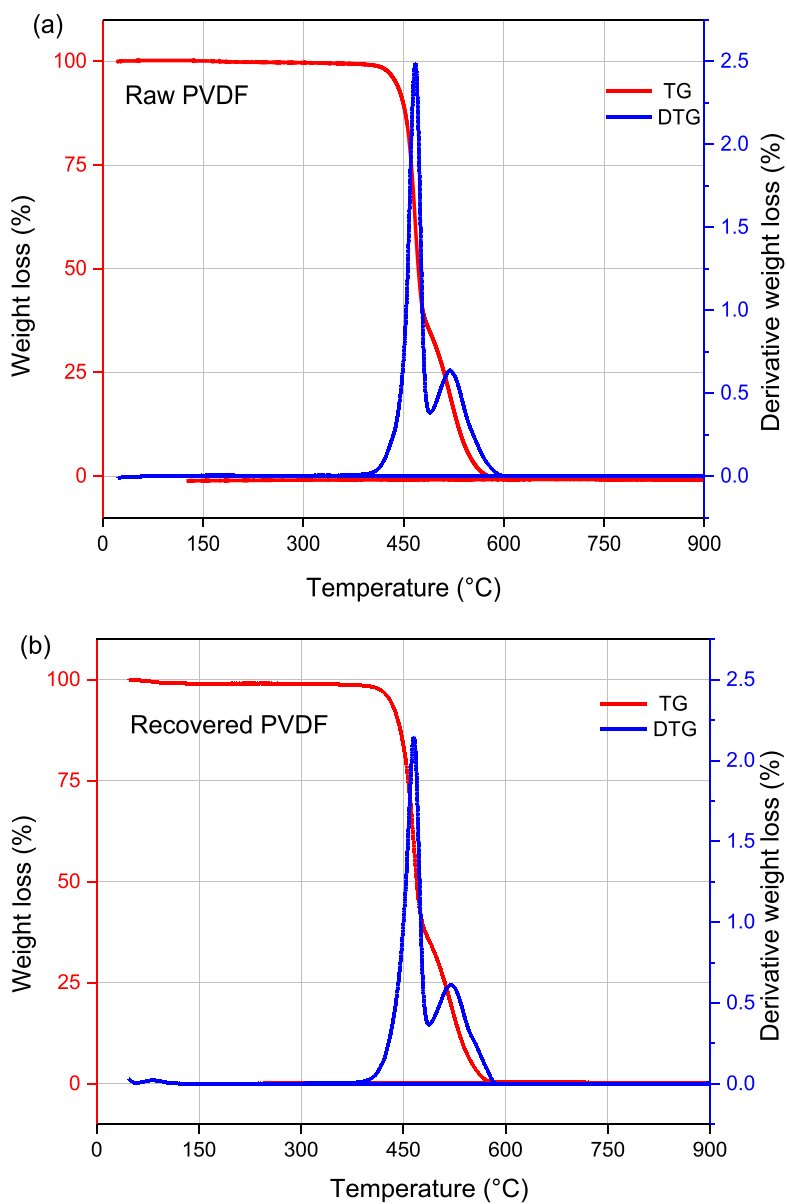 (a)
Raw PVDF
TG
DTG
100
75
50
25
0
Weight loss (%)
2.5
2.0
1.5
1.0
0.5
0.0
Derivative weight loss (%)
0 150 300 450 600 750 900
Temperature (°C)
(b)
Recovered PVDF
TG
DTG
100
75
50
25
0
Weight loss (%)
2.5
2.0
1.5
1.0
0.5
0.0
Derivative weight loss (%)
0 150 300 450 600 750 900
Temperature (°C)